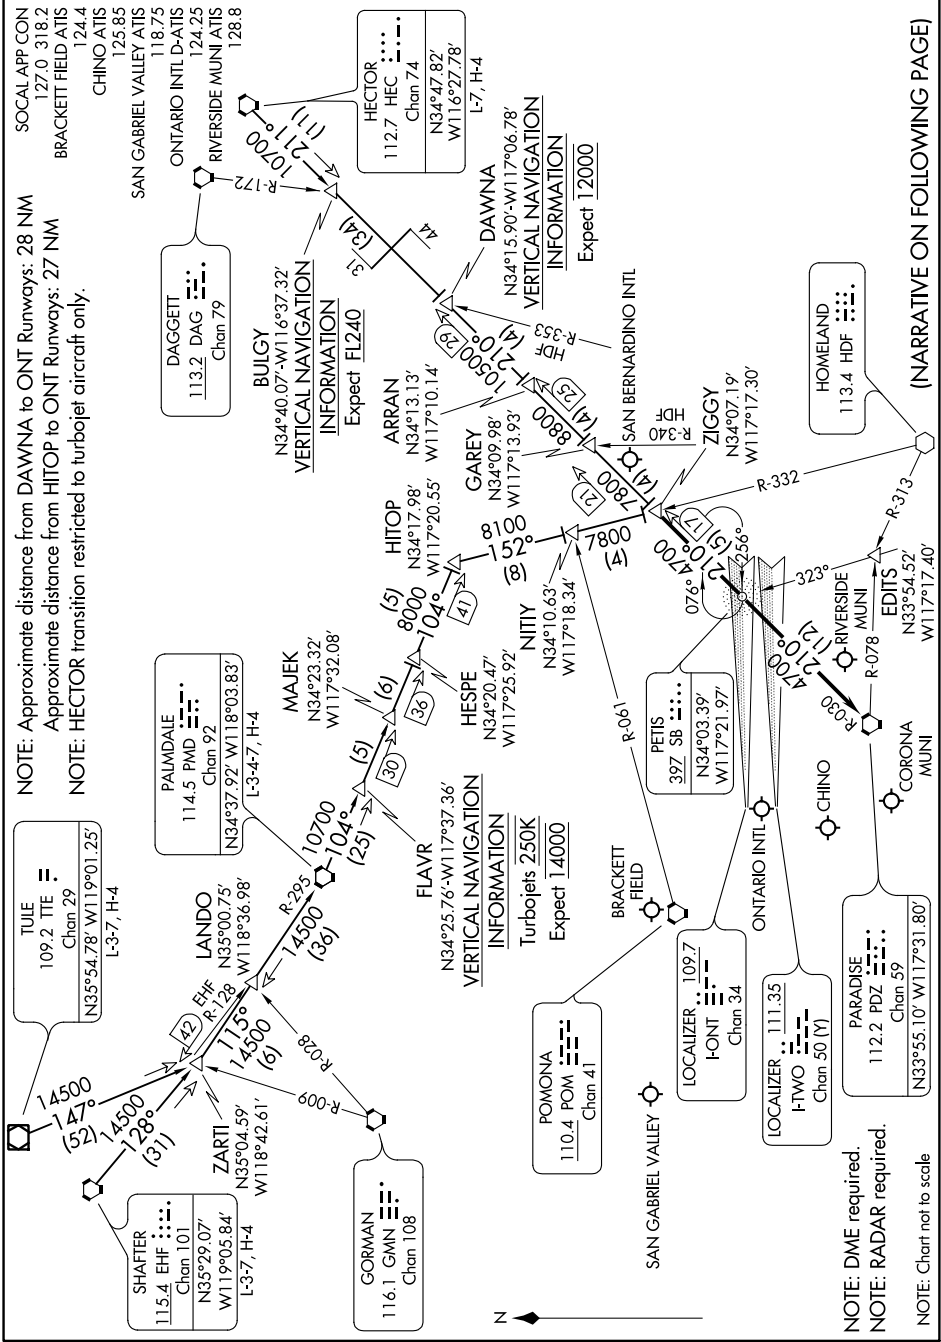 SOCAL APP CON
127.0 318.2
BRACKETT FIELD ATIS
124.4
CHINO ATIS
125.85
SAN GABRIEL VALLEY ATIS
118.75
ONTARIO INTL D-ATIS
124.25
RIVERSIDE MUNI ATIS
128.8
NOTE: Approximate distance from DAWNA to ONT Runways: 28 NM
Approximate distance from HITOP to ONT Runways: 27 NM
NOTE: HECTOR transition restricted to turbojet aircraft only.
TULE
109.2 TTE
Chan 29
N35°54.78' W119°01.25'
L-3-7, H-4
14500
147°
(52)
SHAFTER
115.4 EHF
Chan 101
N35°29.07'
W119°05.84'
L-3-7, H-4
14500
128°
(31)
ZARTI
N35°04.59'
W118°42.61'
42
EHF
R-128
115°
14500
(6)
R-009
R-028
GORMAN
116.1 GMN
Chan 108
LANDO
N35°00.75'
W118°36.98'
R-295
14500
(36)
PALMDALE
114.5 PMD
Chan 92
N34°37.92' W118°03.83'
L-3-4-7, H-4
10700
104°
(25)
FLAVR
N34°25.76'-W117°37.36'
VERTICAL NAVIGATION
INFORMATION
Turbojets 250K
Expect 14000
30
(5)
MAJEK
N34°23.32'
W117°32.08'
36
(6)
HESPE
N34°20.47'
W117°25.92'
(5)
8000
104°
41
HITOP
N34°17.98'
W117°20.55'
8100
152°
(8)
NITIY
N34°10.63'
W117°18.34'
7800
(4)
R-061
DAGGETT
113.2 DAG
Chan 79
R-172
HECTOR
112.7 HEC
Chan 74
N34°47.82'
W116°27.78'
L-7, H-4
(11)
211°
10700
BULGY
N34°40.07'-W116°37.32'
VERTICAL NAVIGATION
INFORMATION
Expect FL240
(34)
31
44
DAWNA
N34°15.90'-W117°06.78'
VERTICAL NAVIGATION
INFORMATION
Expect 12000
29
10500
210°
(4)
HDF
R-353
ARRAN
N34°13.13'
W117°10.14'
25
8800
(4)
GAREY
N34°09.98'
W117°13.93'
SAN BERNARDINO INTL
R-340
HDF
21
7800
(4)
ZIGGY
N34°07.19'
W117°17.30'
17
4700
210°
(5)
R-332
HOMELAND
113.4 HDF
R-313
076°
256°
PETIS
397 SB
N34°03.39'
W117°21.97'
323°
EDITS
N33°54.52'
W117°17.40'
RIVERSIDE
MUNI
R-078
4700
210°
(12)
R-030
CORONA
MUNI
CHINO
ONTARIO INTL
BRACKETT
FIELD
POMONA
110.4 POM
Chan 41
SAN GABRIEL VALLEY
LOCALIZER 109.7
I-ONT
Chan 34
LOCALIZER 111.35
I-TWO
Chan 50 (Y)
PARADISE
112.2 PDZ
Chan 59
N33°55.10' W117°31.80'
N
NOTE: DME required.
NOTE: RADAR required.
NOTE: Chart not to scale
(NARRATIVE ON FOLLOWING PAGE)